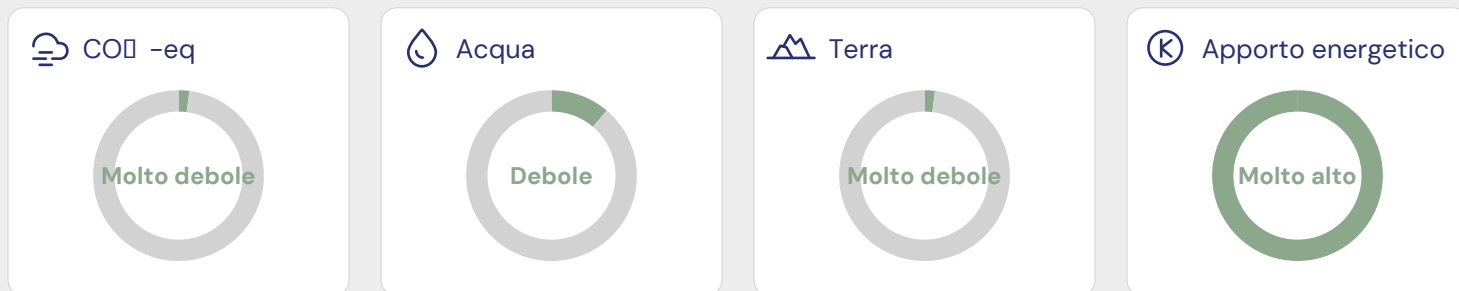 CO▯ -eq
Molto debole
Acqua
Debole
Terra
Molto debole
Apporto energetico
Molto alto